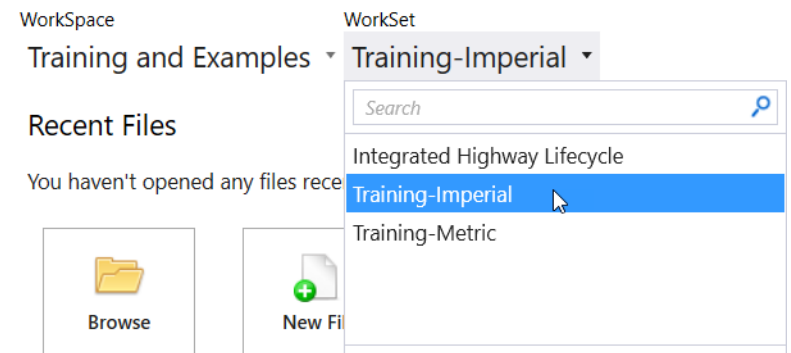 WorkSpace
WorkSet
Training and Examples
Training-Imperial
Search
Recent Files
Integrated Highway Lifecycle
You haven't opened any files rece
Training-Imperial
Training-Metric
Browse
New Fi